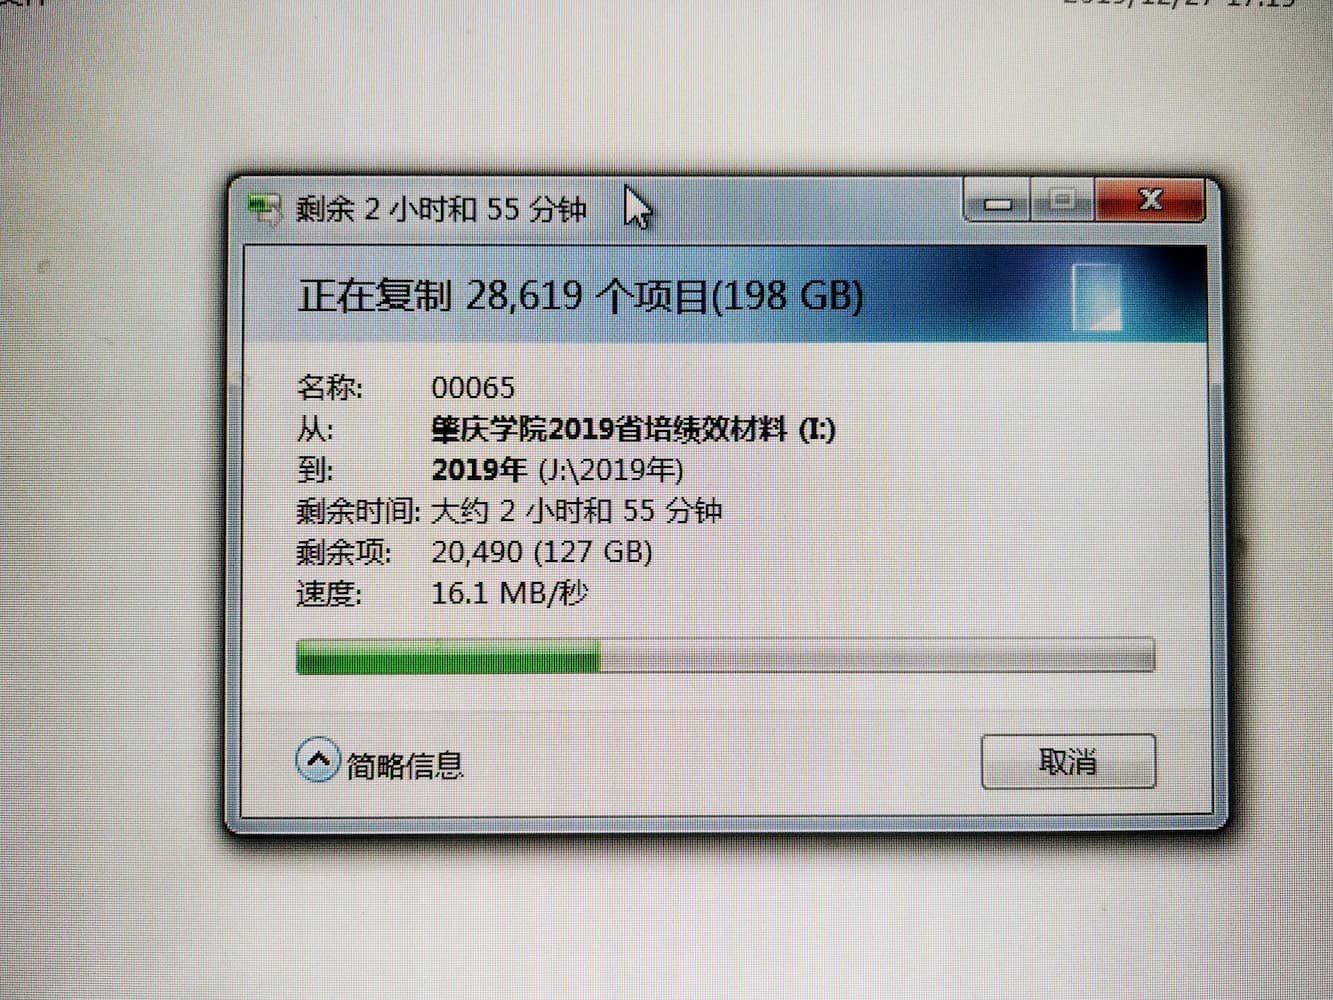 剩余 2 小时和 55 分钟
正在复制 28,619 个项目(198 GB)
名称: 00065
从: 肇庆学院2019省培绩效材料 (I:)
到: 2019年 (J:\2019年)
剩余时间: 大约 2 小时和 55 分钟
剩余项: 20,490 (127 GB)
速度: 16.1 MB/秒
简略信息
取消